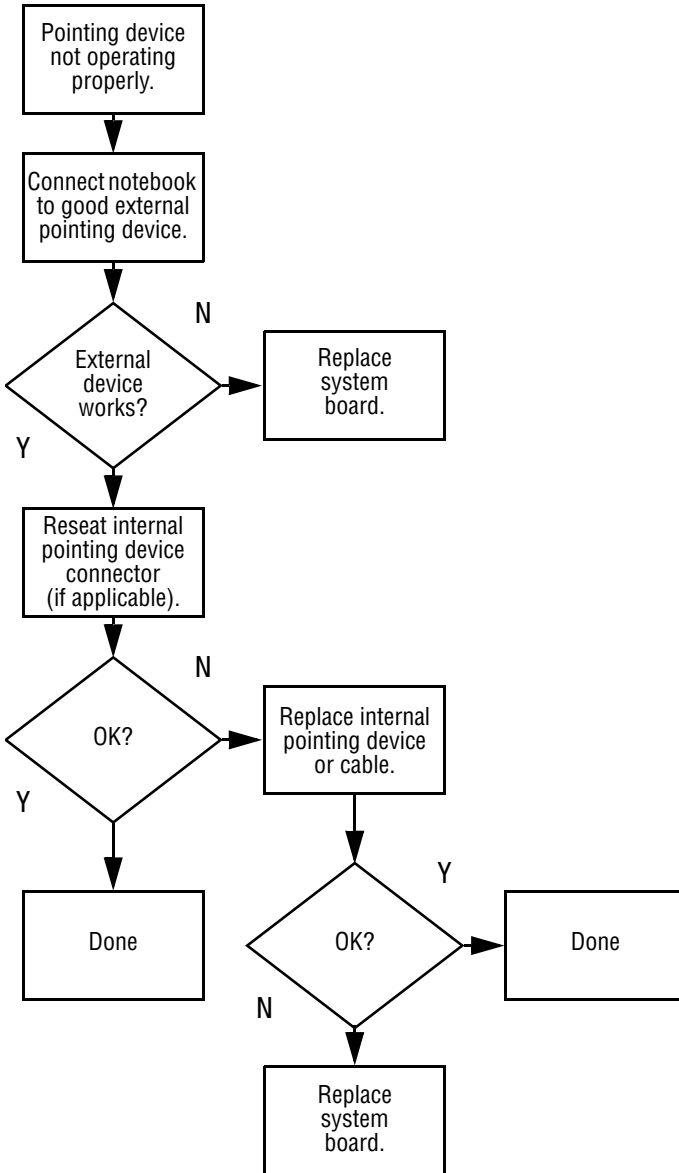 Pointing device
not operating
properly.
Connect notebook
to good external
pointing device.
N
External
device
works?
Replace
system
board.
Y
Reseat internal
pointing device
connector
(if applicable).
N
OK?
Replace internal
pointing device
or cable.
Y
Y
Done
OK?
Done
N
Replace
system
board.